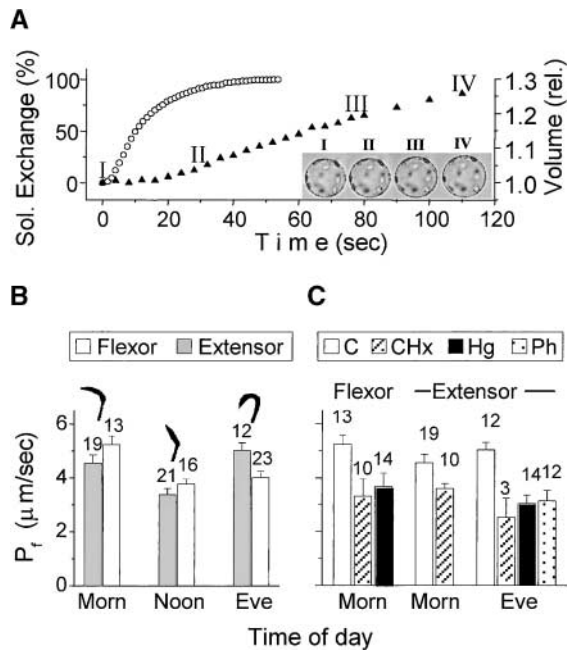 A
Sol. Exchange (%)
100
50
0
I
II
III
IV
I II III IV
1.3
1.2
1.1
1.0
Volume (rel.)
0 20 40 60 80 100 120
Time (sec)
B
Flexor Extensor
P f (μm/sec)
6
4
2
0
19 13
21 16
12 23
Morn Noon Eve
C
C CHx Hg Ph
Flexor Extensor
13 10 14
19 10
12 3 14 12
Morn Morn Eve
Time of day